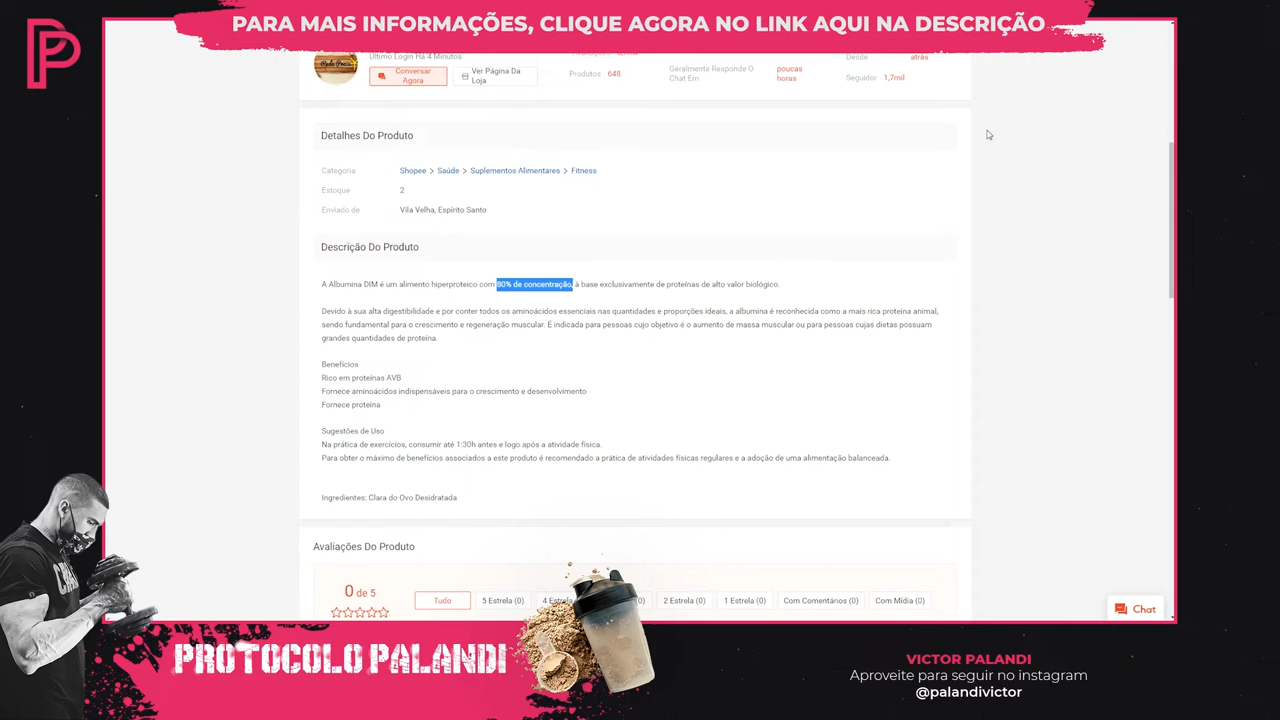 PARA MAIS INFORMAÇÕES, CLIQUE AGORA NO LINK AQUI NA DESCRIÇÃO
Último Login Há 4 Minutos
Conversar
Agora
Ver Página Da
Loja
Produtos 648
Geralmente Responde O
Chat Em
poucas
horas
Desde
atrás
Seguidor 1,7mil
Detalhes Do Produto
Categoria Shopee > Saúde > Suplementos Alimentares > Fitness
Estoque 2
Enviado de Vila Velha, Espírito Santo
Descrição Do Produto
A Albumina DIM é um alimento hiperproteico com 80% de concentração, à base exclusivamente de proteínas de alto valor biológico.
Devido à sua alta digestibilidade e por conter todos os aminoácidos essenciais nas quantidades e proporções ideais, a albumina é reconhecida como a mais rica proteína animal,
sendo fundamental para o crescimento e regeneração muscular. É indicada para pessoas cujo objetivo é o aumento de massa muscular ou para pessoas cujas dietas possuam
grandes quantidades de proteína.
Benefícios
Rico em proteínas AVB
Fornece aminoácidos indispensáveis para o crescimento e desenvolvimento
Fornece proteína
Sugestões de Uso
Na prática de exercícios, consumir até 1:30h antes e logo após a atividade física.
Para obter o máximo de benefícios associados a este produto é recomendado a prática de atividades físicas regulares e a adoção de uma alimentação balanceada.
Ingredientes: Clara do Ovo Desidratada
Avaliações Do Produto
0 de 5
Tudo
5 Estrela (0)
4 Estrela
(0)
2 Estrela (0)
1 Estrela (0)
Com Comentários (0)
Com Mídia (0)
Chat
PROTOCOLO PALANDI
VICTOR PALANDI
Aproveite para seguir no instagram
@palandivictor